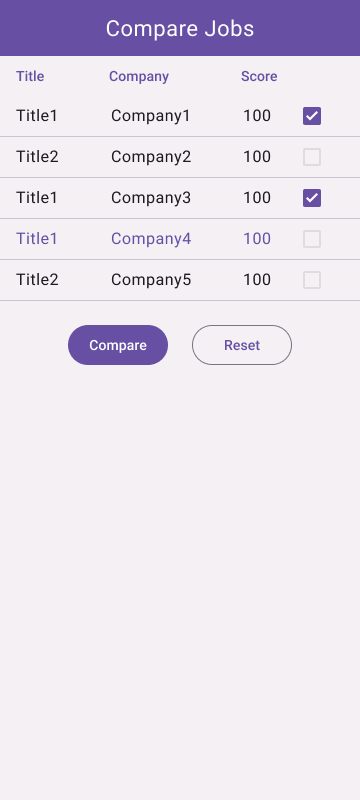 Compare Jobs
Title Company Score
Title1 Company1 100
Title2 Company2 100
Title1 Company3 100
Title1 Company4 100
Title2 Company5 100
Compare Reset